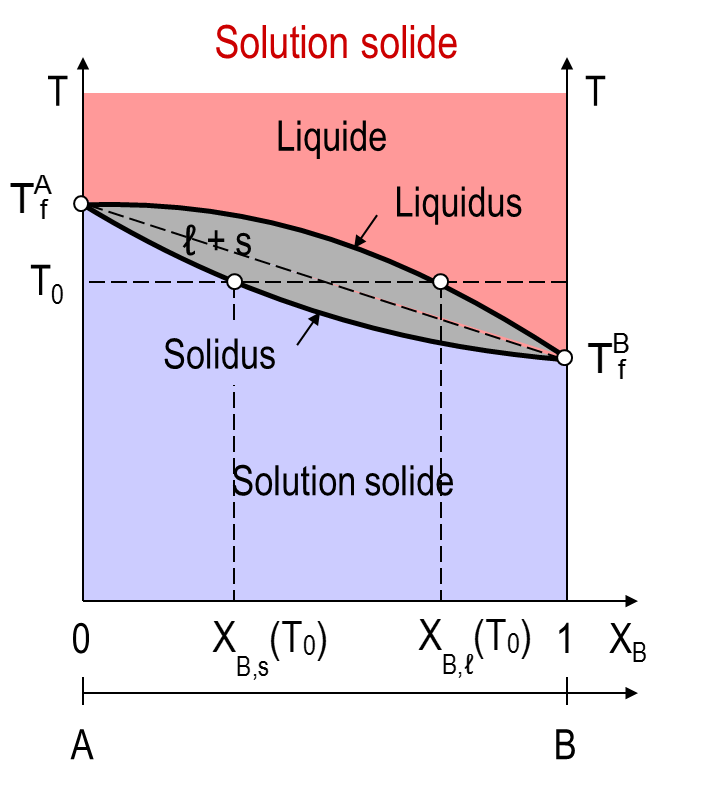 Solution solide
T
T
Liquide
T_f^A
Liquidus
ℓ + s
T_0
Solidus
T_f^B
Solution solide
0
X_B,s(T_0)
X_B,ℓ(T_0)
1
X_B
A
B